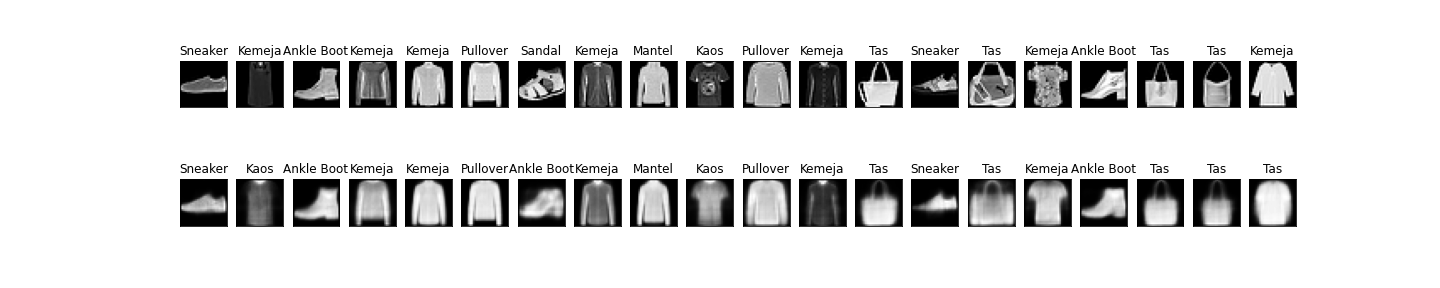 Sneaker Kemeja Ankle Boot Kemeja Kemeja Pullover Sandal Kemeja Mantel Kaos Pullover Kemeja Tas Sneaker Tas Kemeja Ankle Boot Tas Tas Kemeja
Sneaker Kaos Ankle Boot Kemeja Kemeja Pullover Ankle Boot Kemeja Mantel Kaos Pullover Kemeja Tas Sneaker Tas Kemeja Ankle Boot Tas Tas Tas